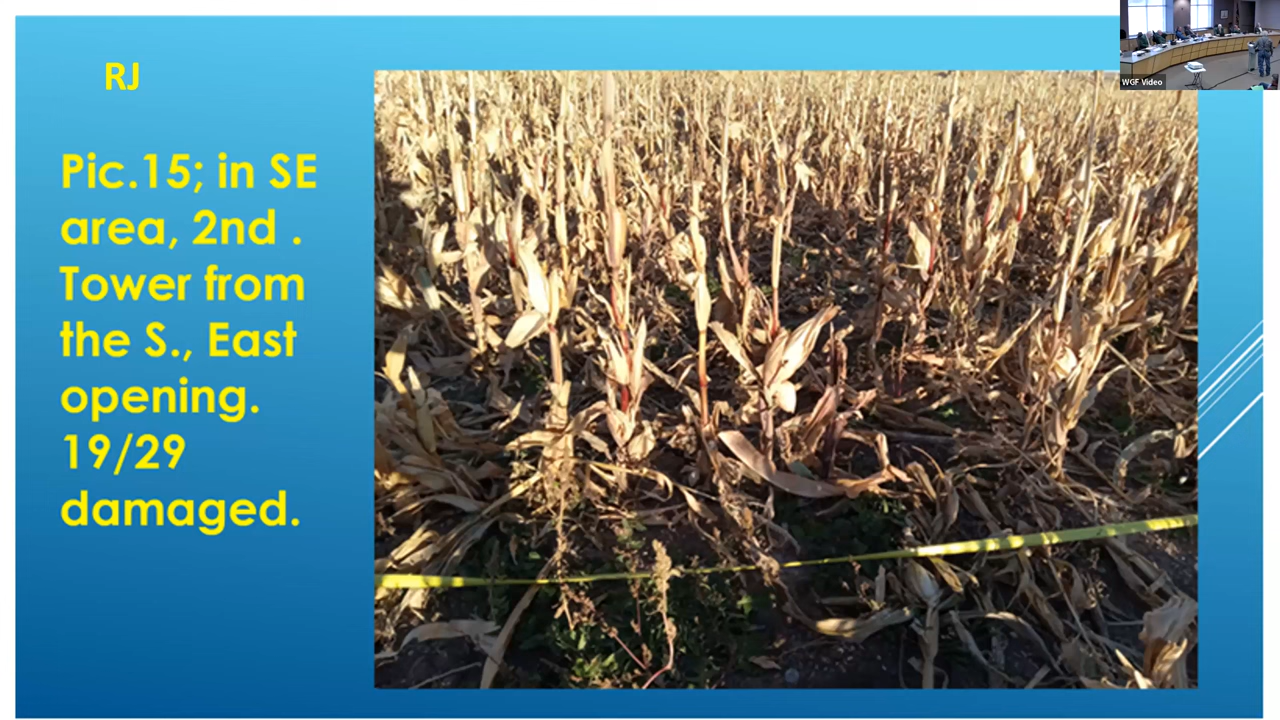 RJ
Pic.15; in SE
area, 2nd .
Tower from
the S., East
opening.
19/29
damaged.
WGF Video